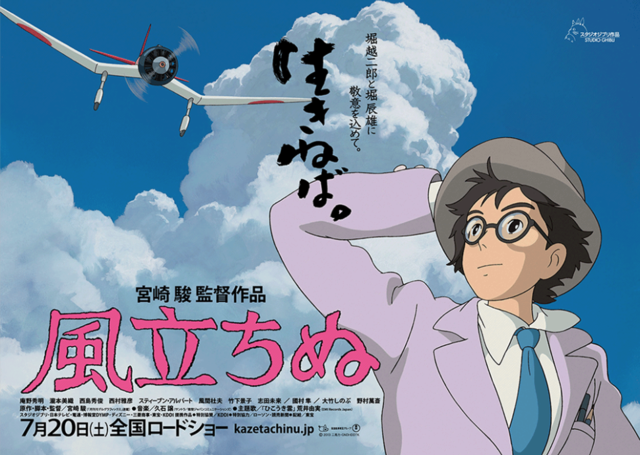 堀越二郎と堀 辰雄に
敬意を込めて。
生きねば。
スタジオジブリ作品
STUDIO GHIBLI
宮崎 駿 監督作品
風立ちぬ
庵野秀明 瀧本美織 西島秀俊 西村雅彦 スティーブン・アルパート 風間杜夫 竹下景子 志田未来 / 國村 隼 / 大竹しのぶ 野村萬斎
原作・脚本・監督/宮崎 駿 ●音楽/久石 譲 ●主題歌/「ひこうき雲」荒井由実
7月20日(土)全国ロードショー kazetachinu.jp